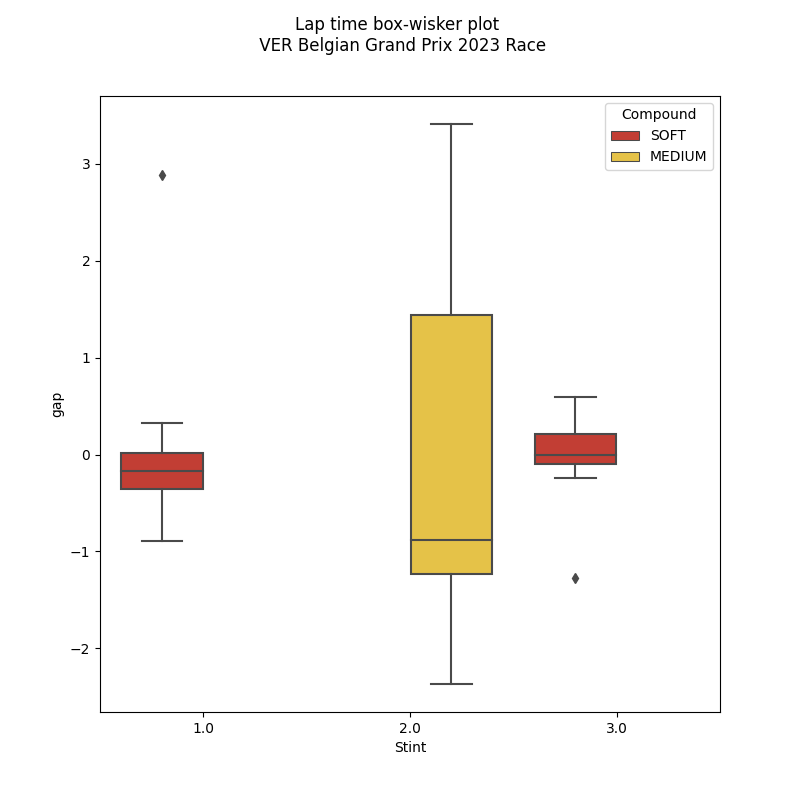 Lap time box-wisker plot
VER Belgian Grand Prix 2023 Race
Compound
SOFT
MEDIUM
3
2
1
0
−1
−2
gap
1.0
2.0
3.0
Stint